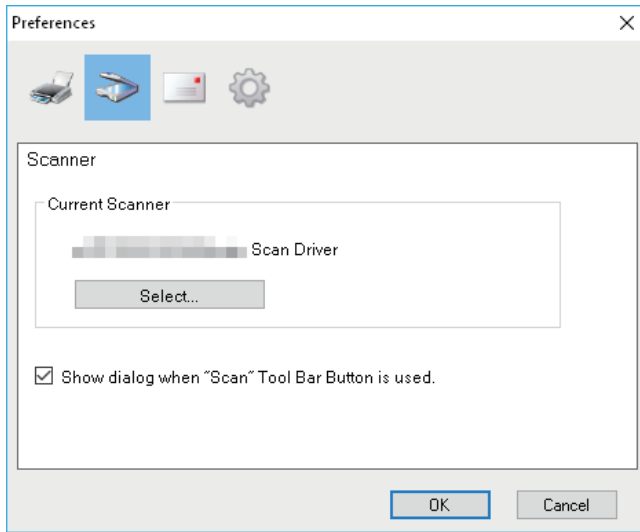 Preferences
Scanner
Current Scanner
Scan Driver
Select...
Show dialog when "Scan" Tool Bar Button is used.
OK
Cancel